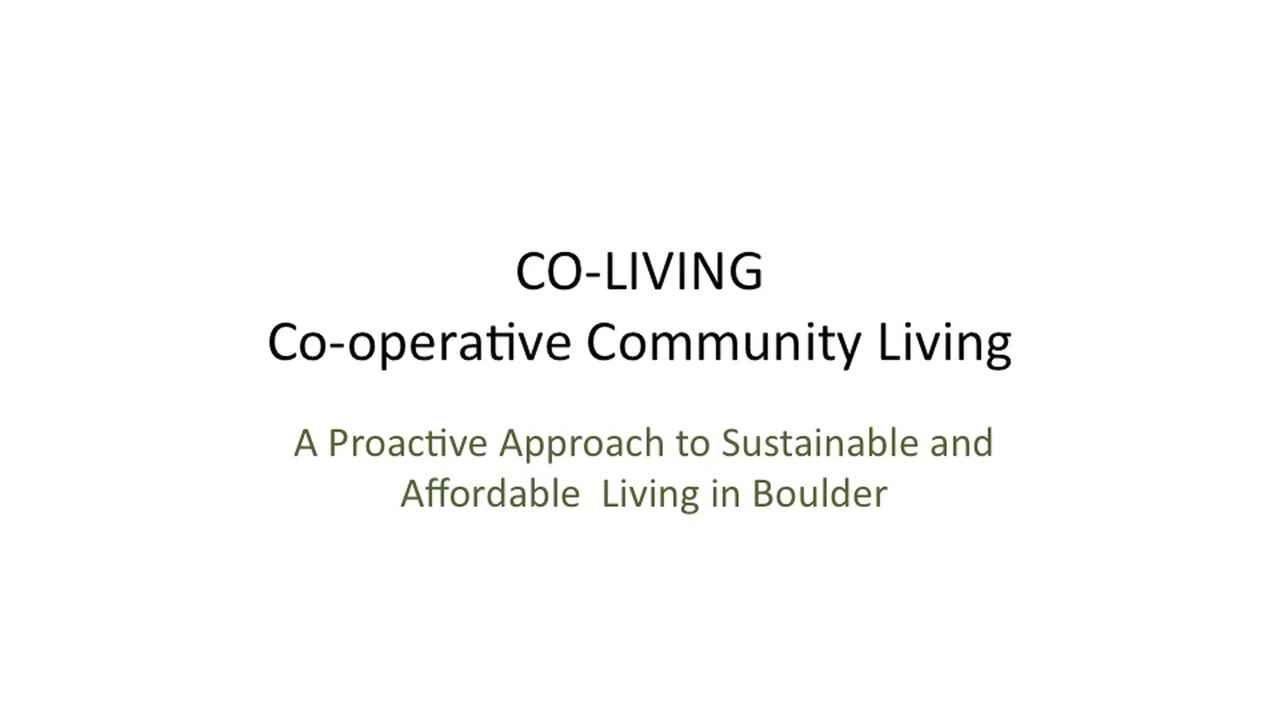 CO-LIVING
Co-operative Community Living
A Proactive Approach to Sustainable and
Affordable  Living in Boulder